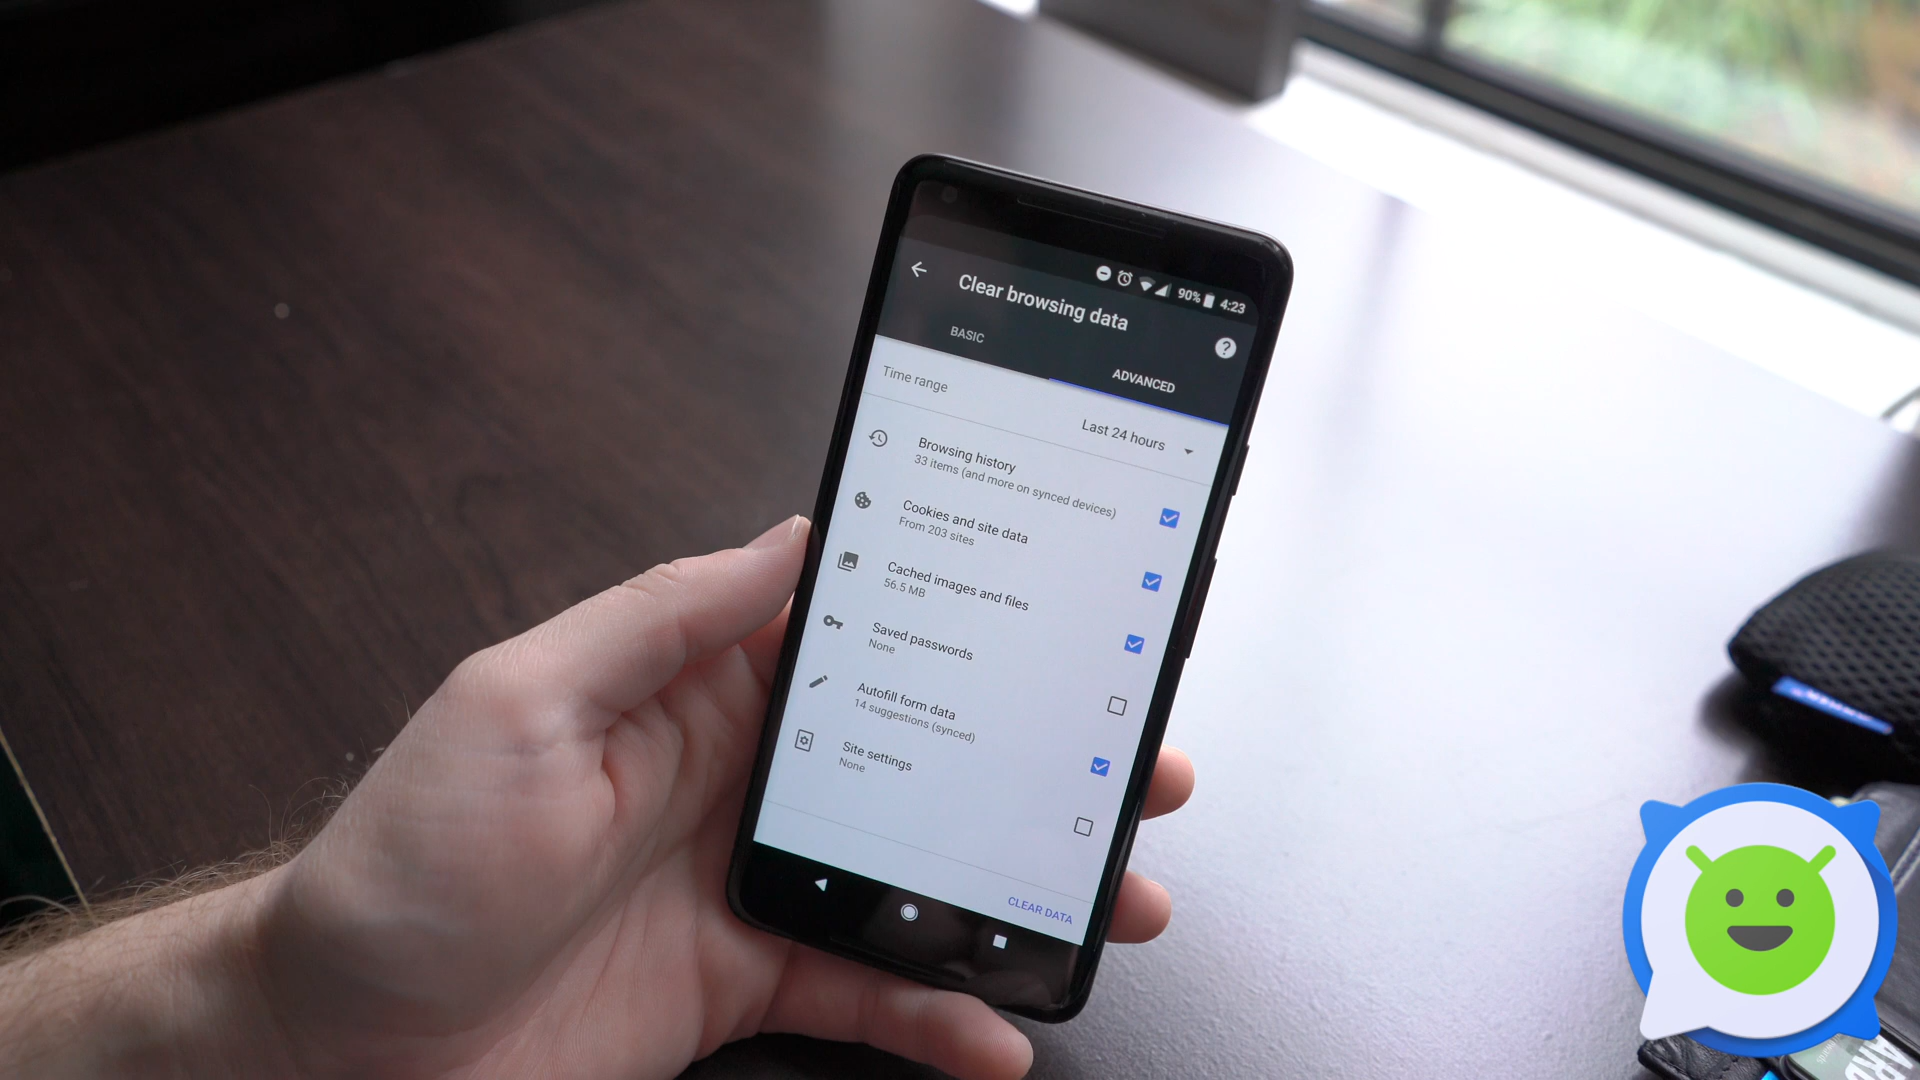 90% 4:23
Clear browsing data
BASIC
ADVANCED
Time range
Last 24 hours
Browsing history
33 items (and more on synced devices)
Cookies and site data
From 203 sites
Cached images and files
56.5 MB
Saved passwords
None
Autofill form data
14 suggestions (synced)
Site settings
None
CLEAR DATA